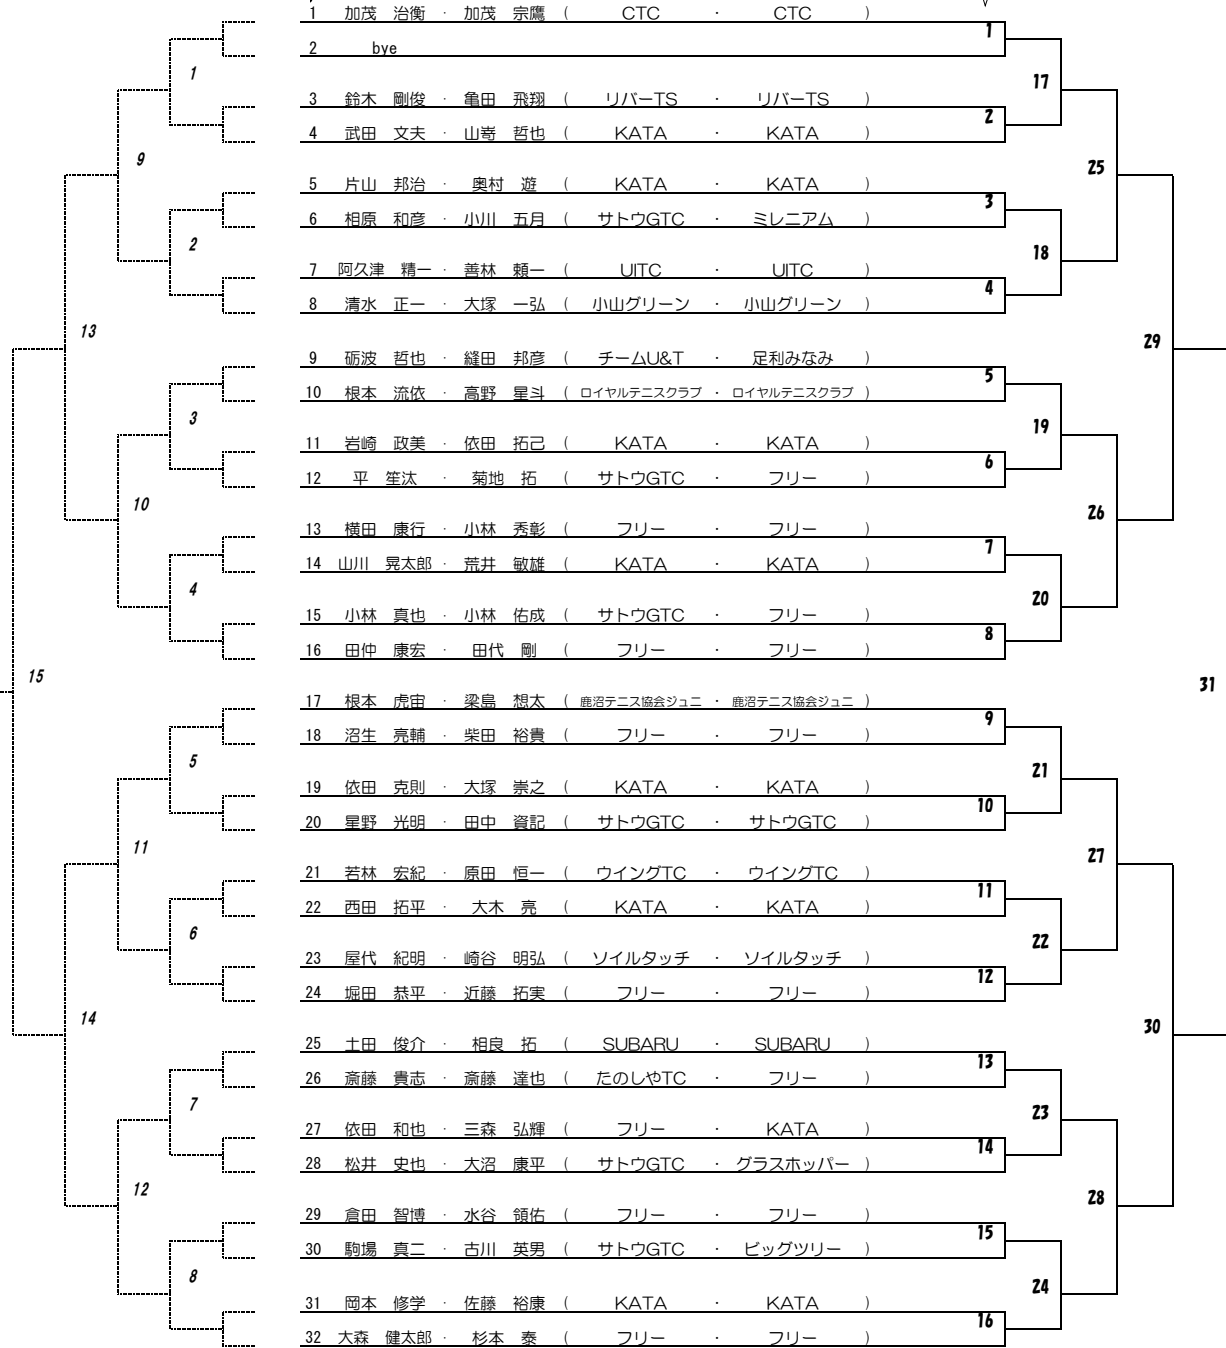 1 加茂 治衡 · 加茂 宗鷹 ( CTC · CTC )
1
2 bye
1
17
3 鈴木 剛俊 · 亀田 飛翔 ( リバーTS · リバーTS )
2
4 武田 文夫 · 山嵜 哲也 ( KATA · KATA )
9
25
5 片山 邦治 · 奥村 遊 ( KATA · KATA )
3
6 相原 和彦 · 小川 五月 ( サトウGTC · ミレニアム )
2
18
7 阿久津 精一 · 善林 頼一 ( UITC · UITC )
4
8 清水 正一 · 大塚 一弘 ( 小山グリーン · 小山グリーン )
13
29
9 砺波 哲也 · 縫田 邦彦 ( チームU&T · 足利みなみ )
5
10 根本 流依 · 高野 星斗 ( ロイヤルテニスクラブ · ロイヤルテニスクラブ )
3
19
11 岩崎 政美 · 依田 拓己 ( KATA · KATA )
6
12 平 笙汰 · 菊地 拓 ( サトウGTC · フリー )
10
26
13 横田 康行 · 小林 秀彰 ( フリー · フリー )
7
14 山川 晃太郎 · 荒井 敏雄 ( KATA · KATA )
4
20
15 小林 真也 · 小林 佑成 ( サトウGTC · フリー )
8
16 田仲 康宏 · 田代 剛 ( フリー · フリー )
15
31
17 根本 虎宙 · 梁島 想太 ( 鹿沼テニス協会ジュニ · 鹿沼テニス協会ジュニ )
9
18 沼生 亮輔 · 柴田 裕貴 ( フリー · フリー )
5
21
19 依田 克則 · 大塚 崇之 ( KATA · KATA )
10
20 星野 光明 · 田中 資記 ( サトウGTC · サトウGTC )
11
27
21 若林 宏紀 · 原田 恒一 ( ウイングTC · ウイングTC )
11
22 西田 拓平 · 大木 亮 ( KATA · KATA )
6
22
23 屋代 紀明 · 崎谷 明弘 ( ソイルタッチ · ソイルタッチ )
12
24 堀田 恭平 · 近藤 拓実 ( フリー · フリー )
14
30
25 土田 俊介 · 相良 拓 ( SUBARU · SUBARU )
13
26 斎藤 貴志 · 斎藤 達也 ( たのしやTC · フリー )
7
23
27 依田 和也 · 三森 弘輝 ( フリー · KATA )
14
28 松井 史也 · 大沼 康平 ( サトウGTC · グラスホッパー )
12
28
29 倉田 智博 · 水谷 領佑 ( フリー · フリー )
15
30 駒場 真二 · 古川 英男 ( サトウGTC · ビッグツリー )
8
24
31 岡本 修学 · 佐藤 裕康 ( KATA · KATA )
16
32 大森 健太郎 · 杉本 泰 ( フリー · フリー )